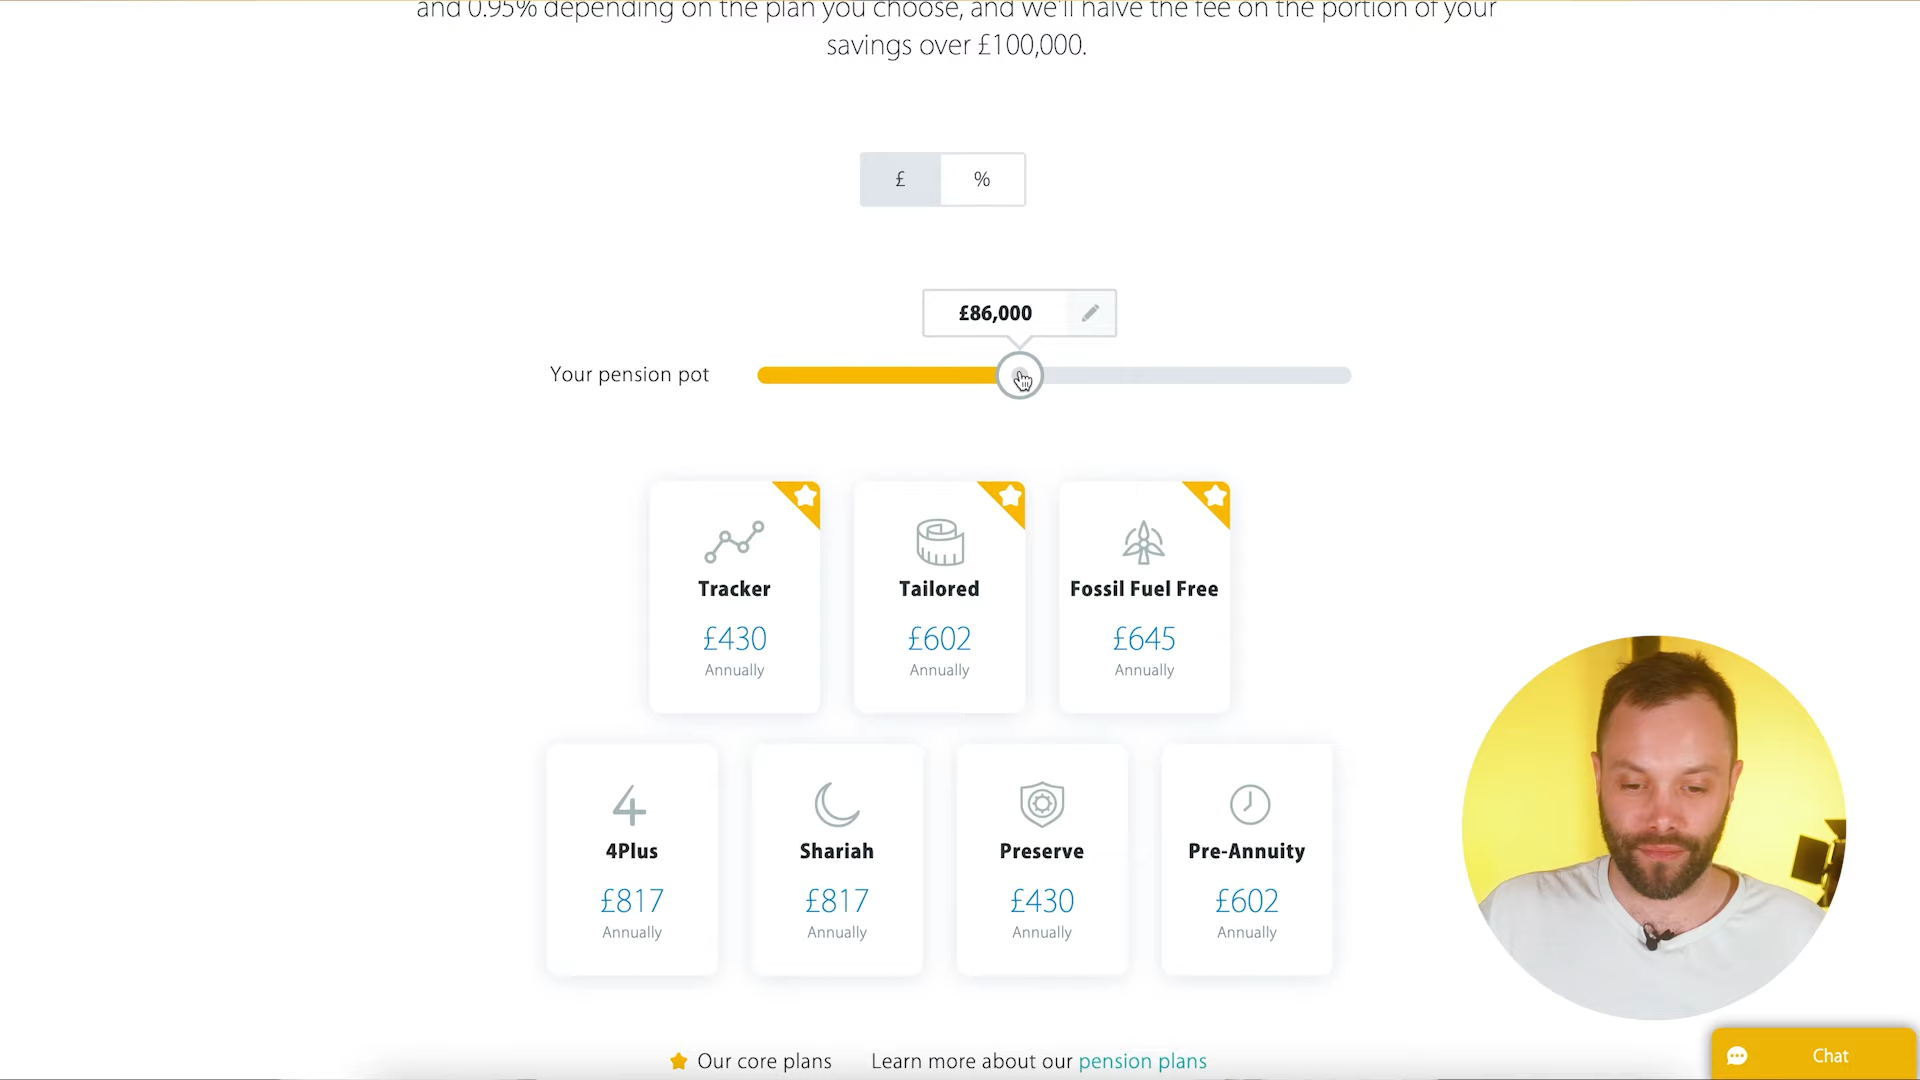 and 0.95% depending on the plan you choose, and we'll halve the fee on the portion of your
savings over £100,000.
£ %
£86,000
Your pension pot
Tracker Tailored Fossil Fuel Free
£430 £602 £645
Annually Annually Annually
4 
4Plus Shariah Preserve Pre-Annuity
£817 £817 £430 £602
Annually Annually Annually Annually
Our core plans Learn more about our pension plans
Chat